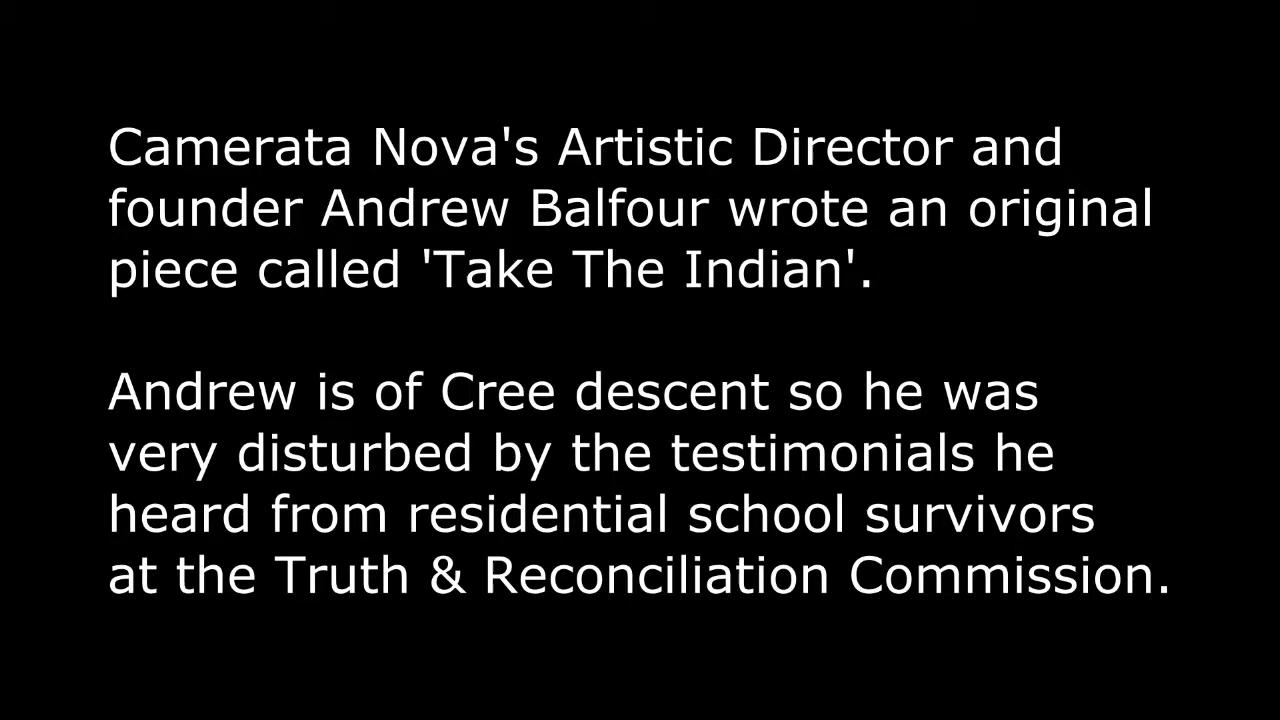 Camerata Nova's Artistic Director and
founder Andrew Balfour wrote an original
piece called 'Take The Indian'.
Andrew is of Cree descent so he was
very disturbed by the testimonials he
heard from residential school survivors
at the Truth & Reconciliation Commission.